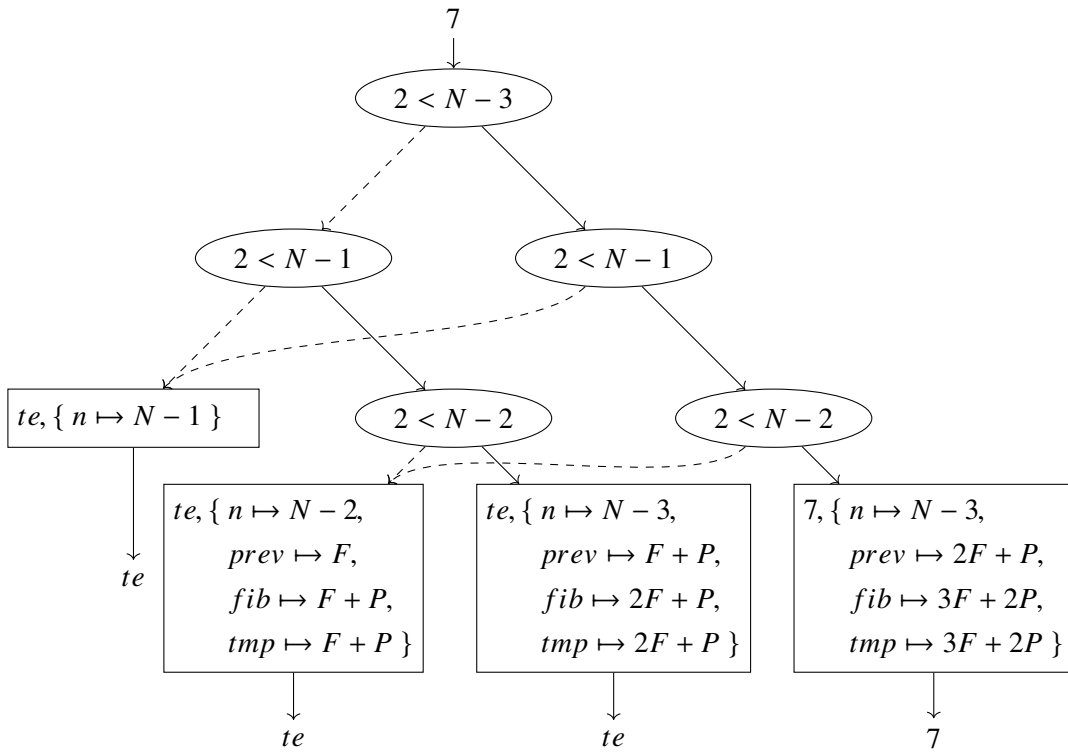 7
2 < N − 3
2 < N − 1
2 < N − 1
te, { n ↦ N − 1 }
2 < N − 2
2 < N − 2
te, { n ↦ N − 2,
prev ↦ F,
fib ↦ F + P,
tmp ↦ F + P }
te, { n ↦ N − 3,
prev ↦ F + P,
fib ↦ 2F + P,
tmp ↦ 2F + P }
7, { n ↦ N − 3,
prev ↦ 2F + P,
fib ↦ 3F + 2P,
tmp ↦ 3F + 2P }
te
te
te
7